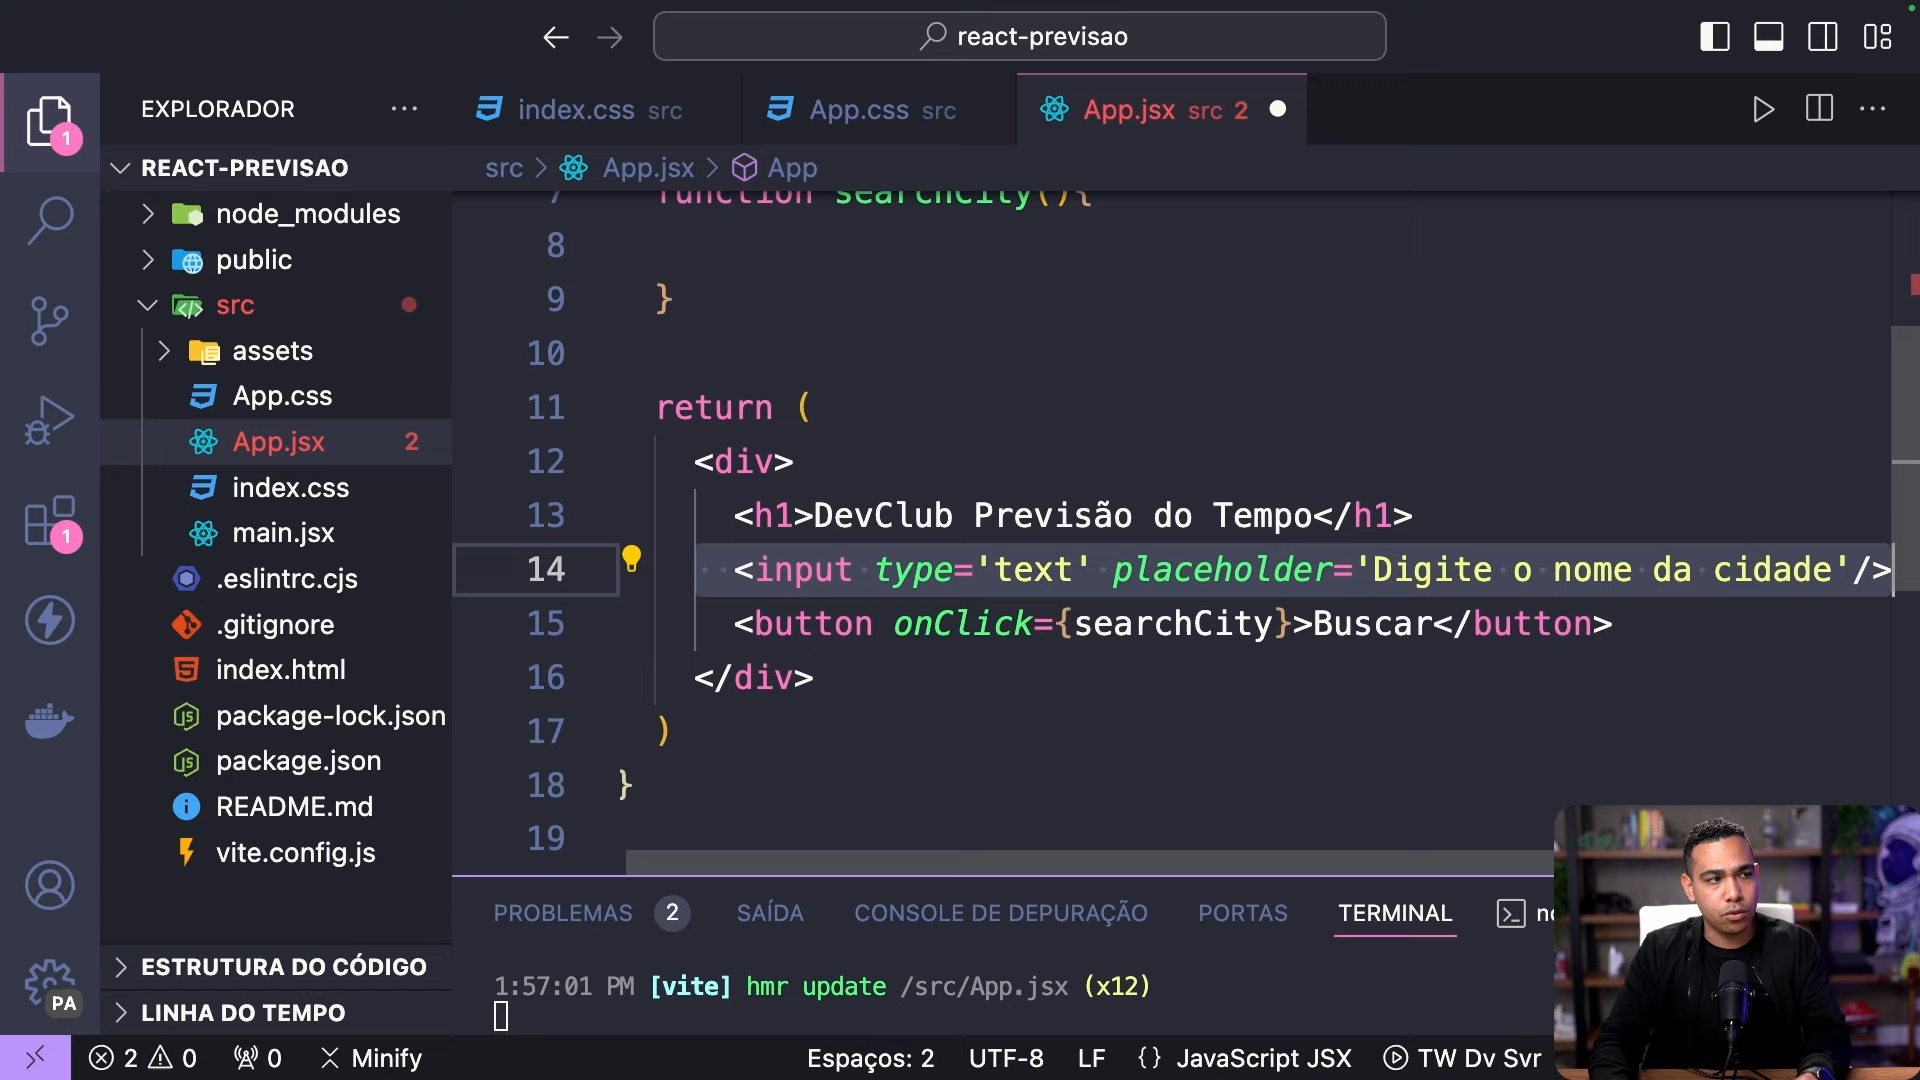 react-previsao
EXPLORADOR
index.css src
App.css src
App.jsx src 2
REACT-PREVISAO
src > App.jsx > App
node_modules
public
src
assets
App.css
App.jsx 2
index.css
main.jsx
.eslintrc.cjs
.gitignore
index.html
package-lock.json
package.json
README.md
vite.config.js
ESTRUTURA DO CÓDIGO
LINHA DO TEMPO
1
1
PA
7 function searchCity(){
8
9 }
10
11 return (
12 <div>
13 <h1>DevClub Previsão do Tempo</h1>
14 <input type='text' placeholder='Digite o nome da cidade'/>
15 <button onClick={searchCity}>Buscar</button>
16 </div>
17 )
18 }
19
PROBLEMAS 2 SAÍDA CONSOLE DE DEPURAÇÃO PORTAS TERMINAL
1:57:01 PM [vite] hmr update /src/App.jsx (x12)
2 0 0 Minify Espaços: 2 UTF-8 LF {} JavaScript JSX TW Dv Svr